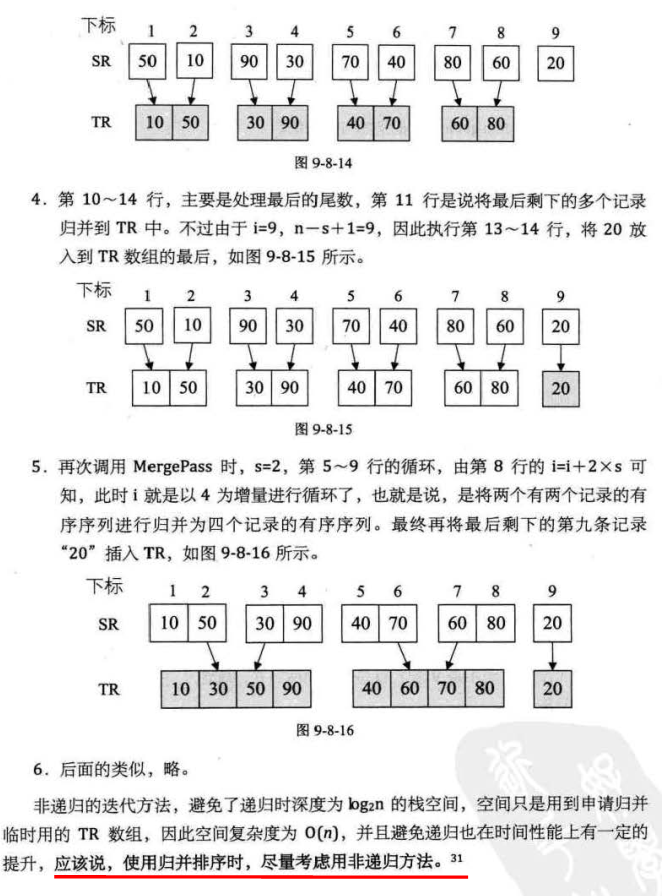 下标 1 2 3 4 5 6 7 8 9
SR 50 10 90 30 70 40 80 60 20
TR 10 50 30 90 40 70 60 80
图 9-8-14
4．第 10～14 行，主要是处理最后的尾数，第 11 行是说将最后剩下的多个记录
归并到 TR 中。不过由于 i=9，n－s＋1=9，因此执行第 13～14 行，将 20 放
入到 TR 数组的最后，如图 9-8-15 所示。
下标 1 2 3 4 5 6 7 8 9
SR 50 10 90 30 70 40 80 60 20
TR 10 50 30 90 40 70 60 80 20
图 9-8-15
5．再次调用 MergePass 时，s=2，第 5～9 行的循环，由第 8 行的 i=i＋2×s 可
知，此时 i 就是以 4 为增量进行循环了，也就是说，是将两个有两个记录的有
序序列进行归并为四个记录的有序序列。最终再将最后剩下的第九条记录
“20”插入 TR，如图 9-8-16 所示。
下标 1 2 3 4 5 6 7 8 9
SR 10 50 30 90 40 70 60 80 20
TR 10 30 50 90 40 60 70 80 20
图 9-8-16
6．后面的类似，略。
非递归的迭代方法，避免了递归时深度为 log₂n 的栈空间，空间只是用到申请归并
临时用的 TR 数组，因此空间复杂度为 O(n)，并且避免递归也在时间性能上有一定的
提升，应该说，使用归并排序时，尽量考虑用非递归方法。³¹